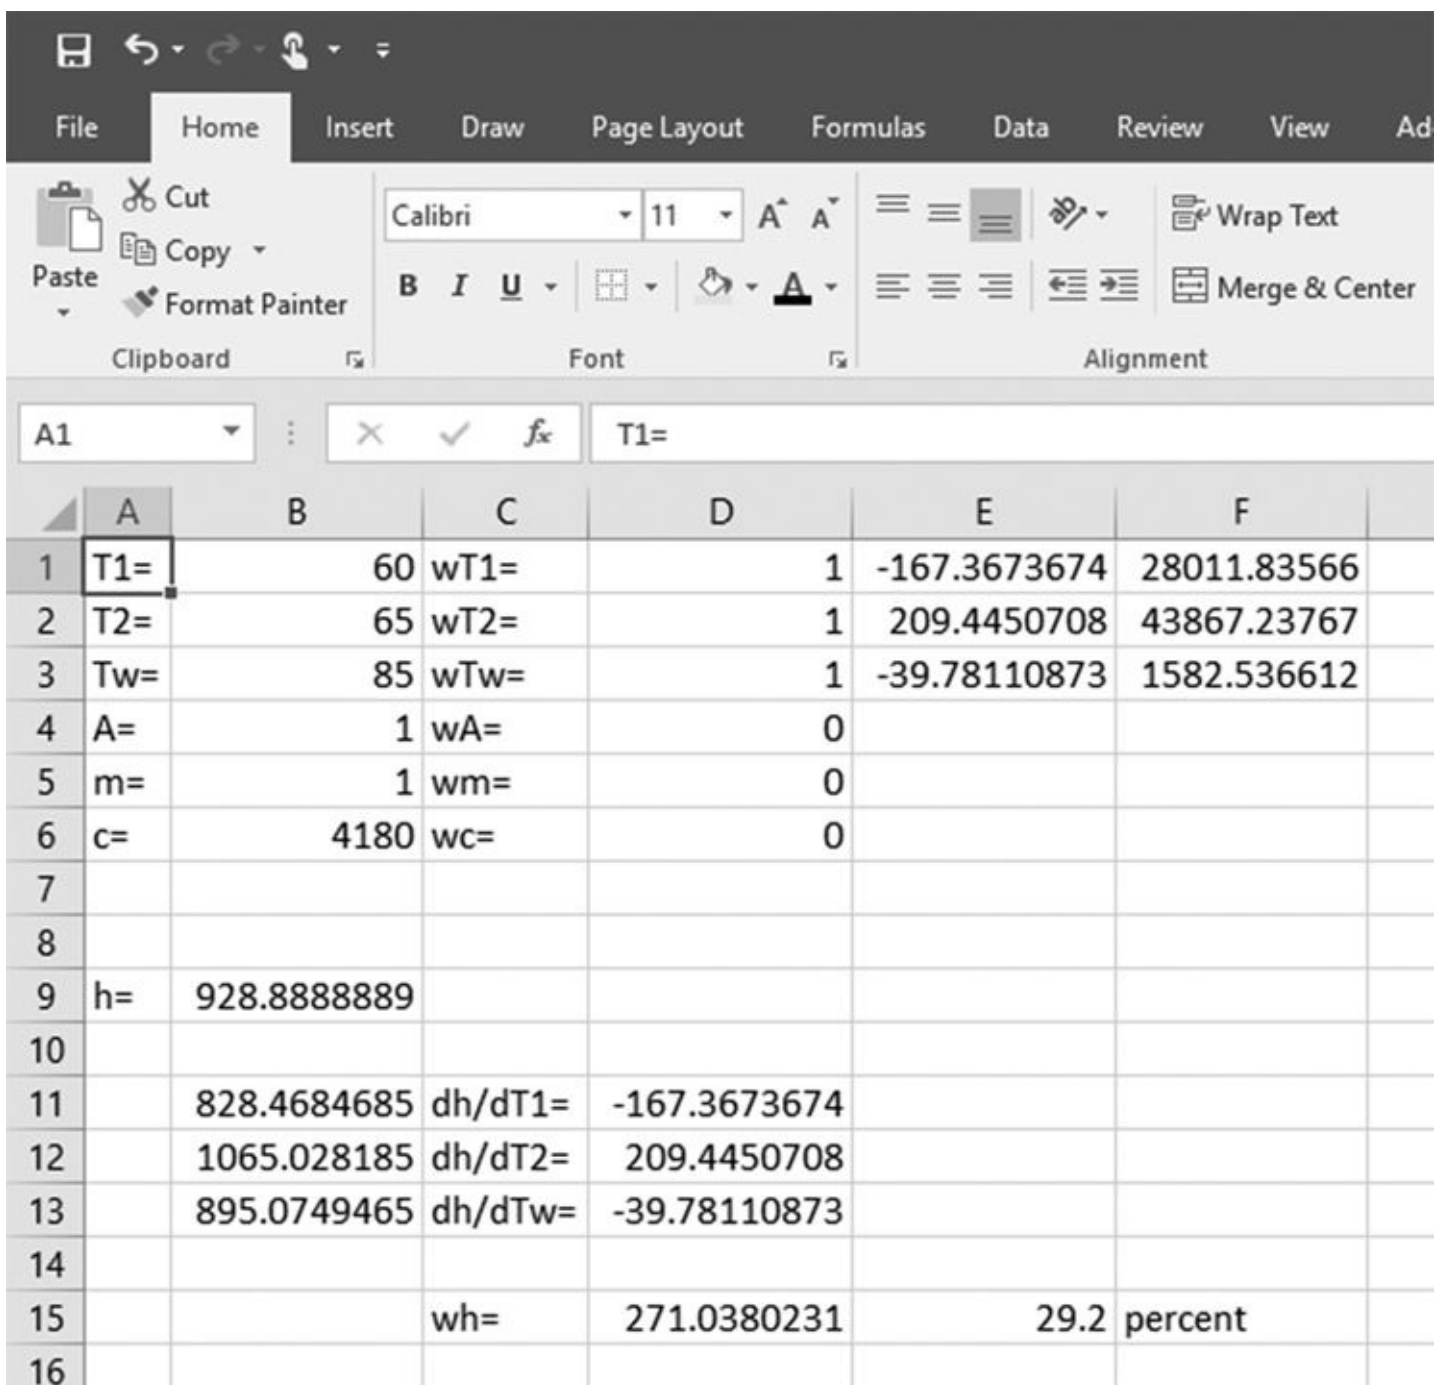 File Home Insert Draw Page Layout Formulas Data Review View Ad
Paste
Cut
Copy
Format Painter
Clipboard
Calibri 11 A A
B I U A
Font
ab Wrap Text
Merge & Center
Alignment
A1 fx T1=
A B C D E F
1 T1= 60 wT1= 1 -167.3673674 28011.83566
2 T2= 65 wT2= 1 209.4450708 43867.23767
3 Tw= 85 wTw= 1 -39.78110873 1582.536612
4 A= 1 wA= 0
5 m= 1 wm= 0
6 c= 4180 wc= 0
7
8
9 h= 928.8888889
10
11 828.4684685 dh/dT1= -167.3673674
12 1065.028185 dh/dT2= 209.4450708
13 895.0749465 dh/dTw= -39.78110873
14
15 wh= 271.0380231 29.2 percent
16